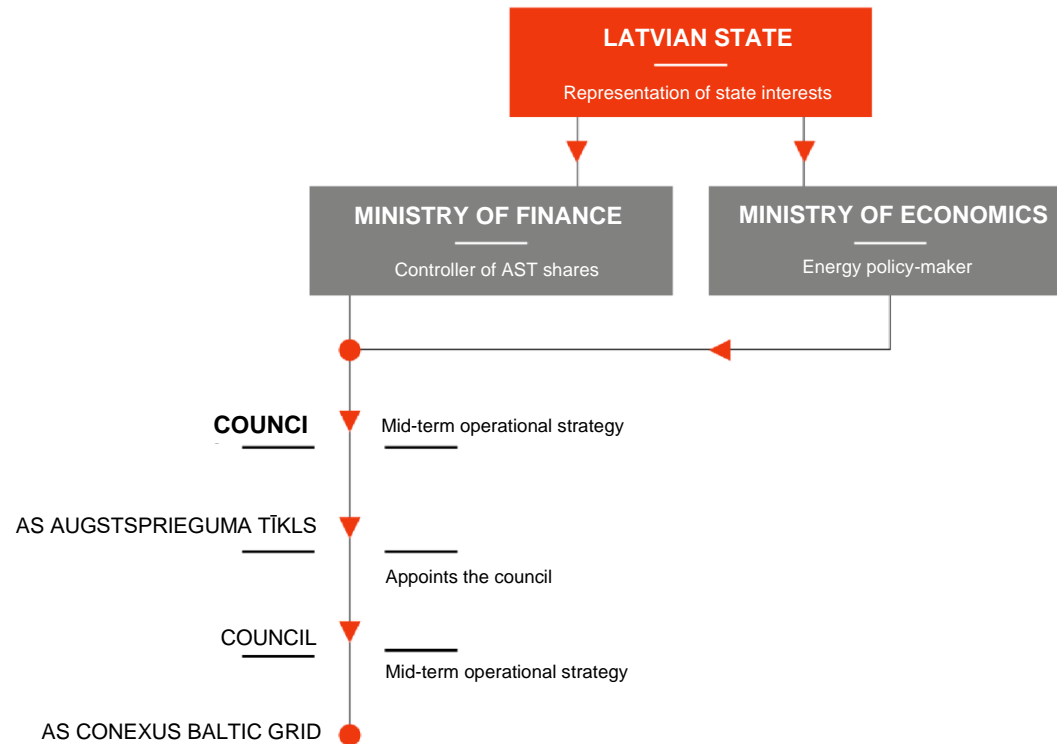 LATVIAN STATE
Representation of state interests
MINISTRY OF FINANCE
Controller of AST shares
MINISTRY OF ECONOMICS
Energy policy-maker
COUNCI
Mid-term operational strategy
AS AUGSTSPRIEGUMA TĪKLS
Appoints the council
COUNCIL
Mid-term operational strategy
AS CONEXUS BALTIC GRID